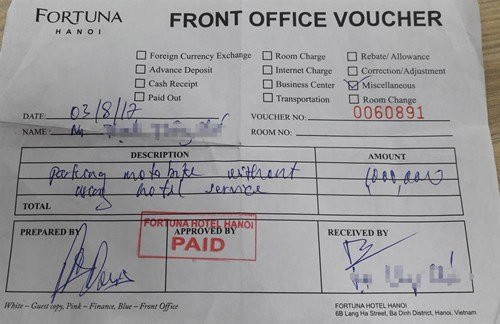 FORTUNA
HANOI
FRONT OFFICE VOUCHER
Foreign Currency Exchange
Room Charge
Rebate/ Allowance
Advance Deposit
Internet Charge
Correction/Adjustment
Cash Receipt
Business Center
Miscellaneous
Paid Out
Transportation
Room Change
DATE: 03/8/17
VOUCHER NO: 0060891
NAME:
ROOM NO:
DESCRIPTION
AMOUNT
parking motobike without
using hotel service
1,000,000
TOTAL
PREPARED BY
APPROVED BY
RECEIVED BY
FORTUNA HOTEL HANOI
PAID
White – Guest copy, Pink – Finance, Blue – Front Office
FORTUNA HOTEL HANOI
6B Lang Ha Street, Ba Dinh District, Hanoi, Vietnam